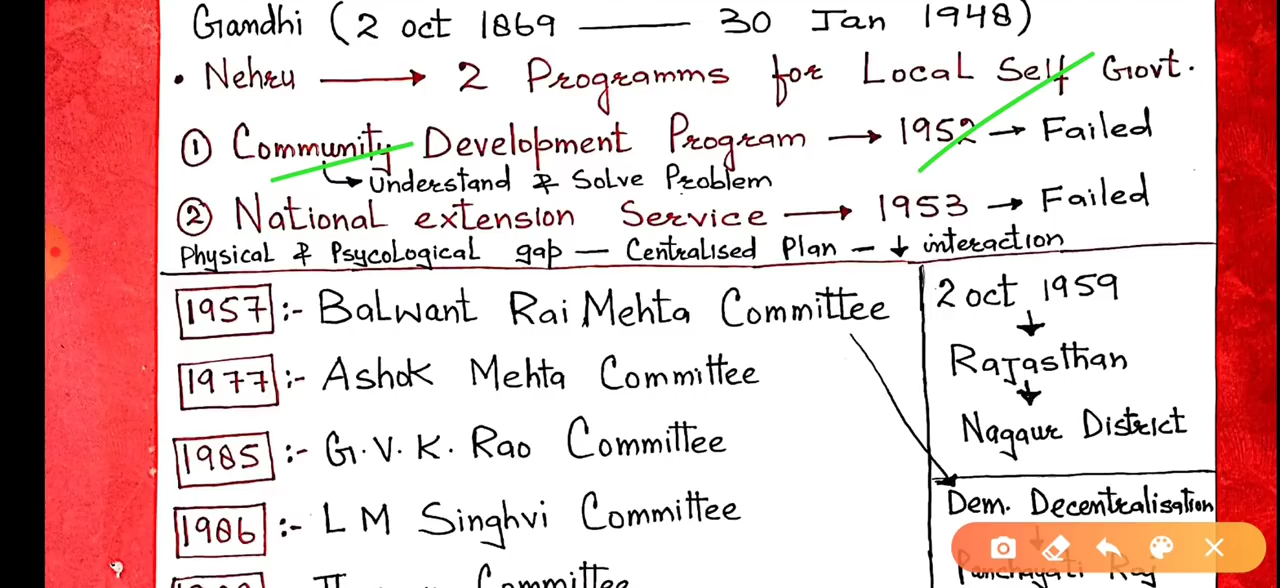 Gandhi (2 oct 1869 —— 30 Jan 1948)
• Nehru → 2 Programms for Local Self Govt.
① Community Development Program → 1952 → Failed
↳ Understand & Solve Problem
② National extension Service → 1953 → Failed
Physical & Psycological gap — Centralised Plan — ↓ interaction
1957 :- Balwant Rai Mehta Committee
1977 :- Ashok Mehta Committee
1985 :- G.V.K. Rao Committee
1986 :- L M Singhvi Committee
Committee
2 oct 1959
↓
Rajasthan
↓
Nagaur District
Dem. Decentralisation
↓
Panchayati Raj